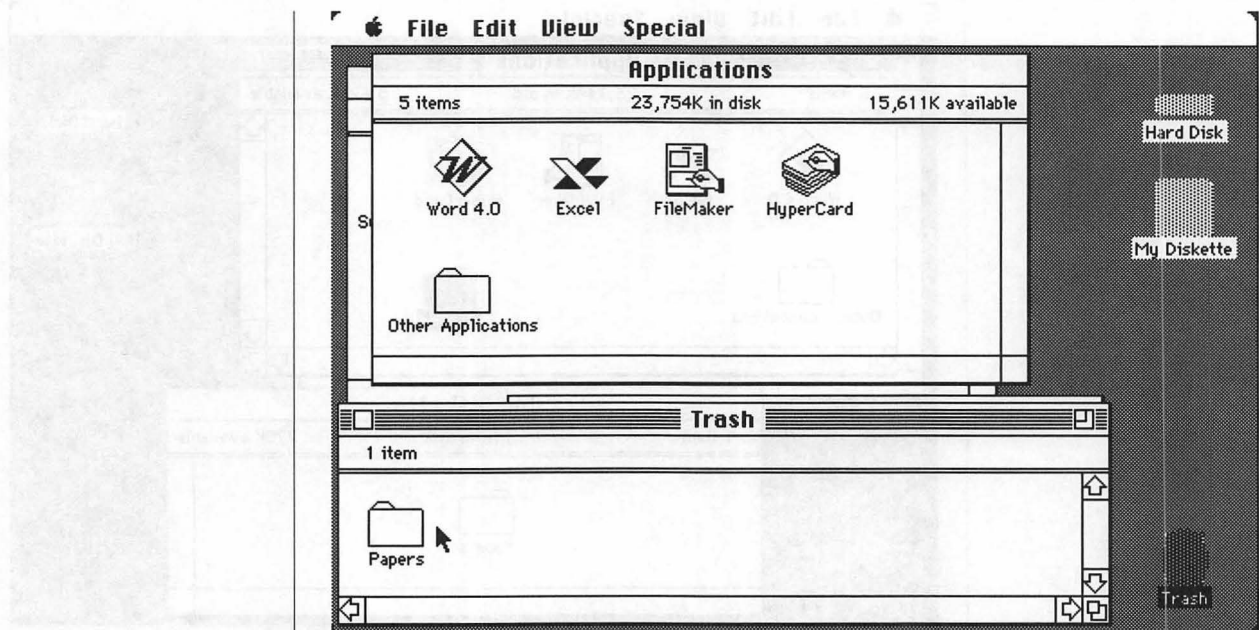 File Edit View Special
Applications
5 items 23,754K in disk 15,611K available
Hard Disk
Word 4.0 Excel FileMaker HyperCard
My Diskette
Other Applications
Trash
1 item
Papers
Trash